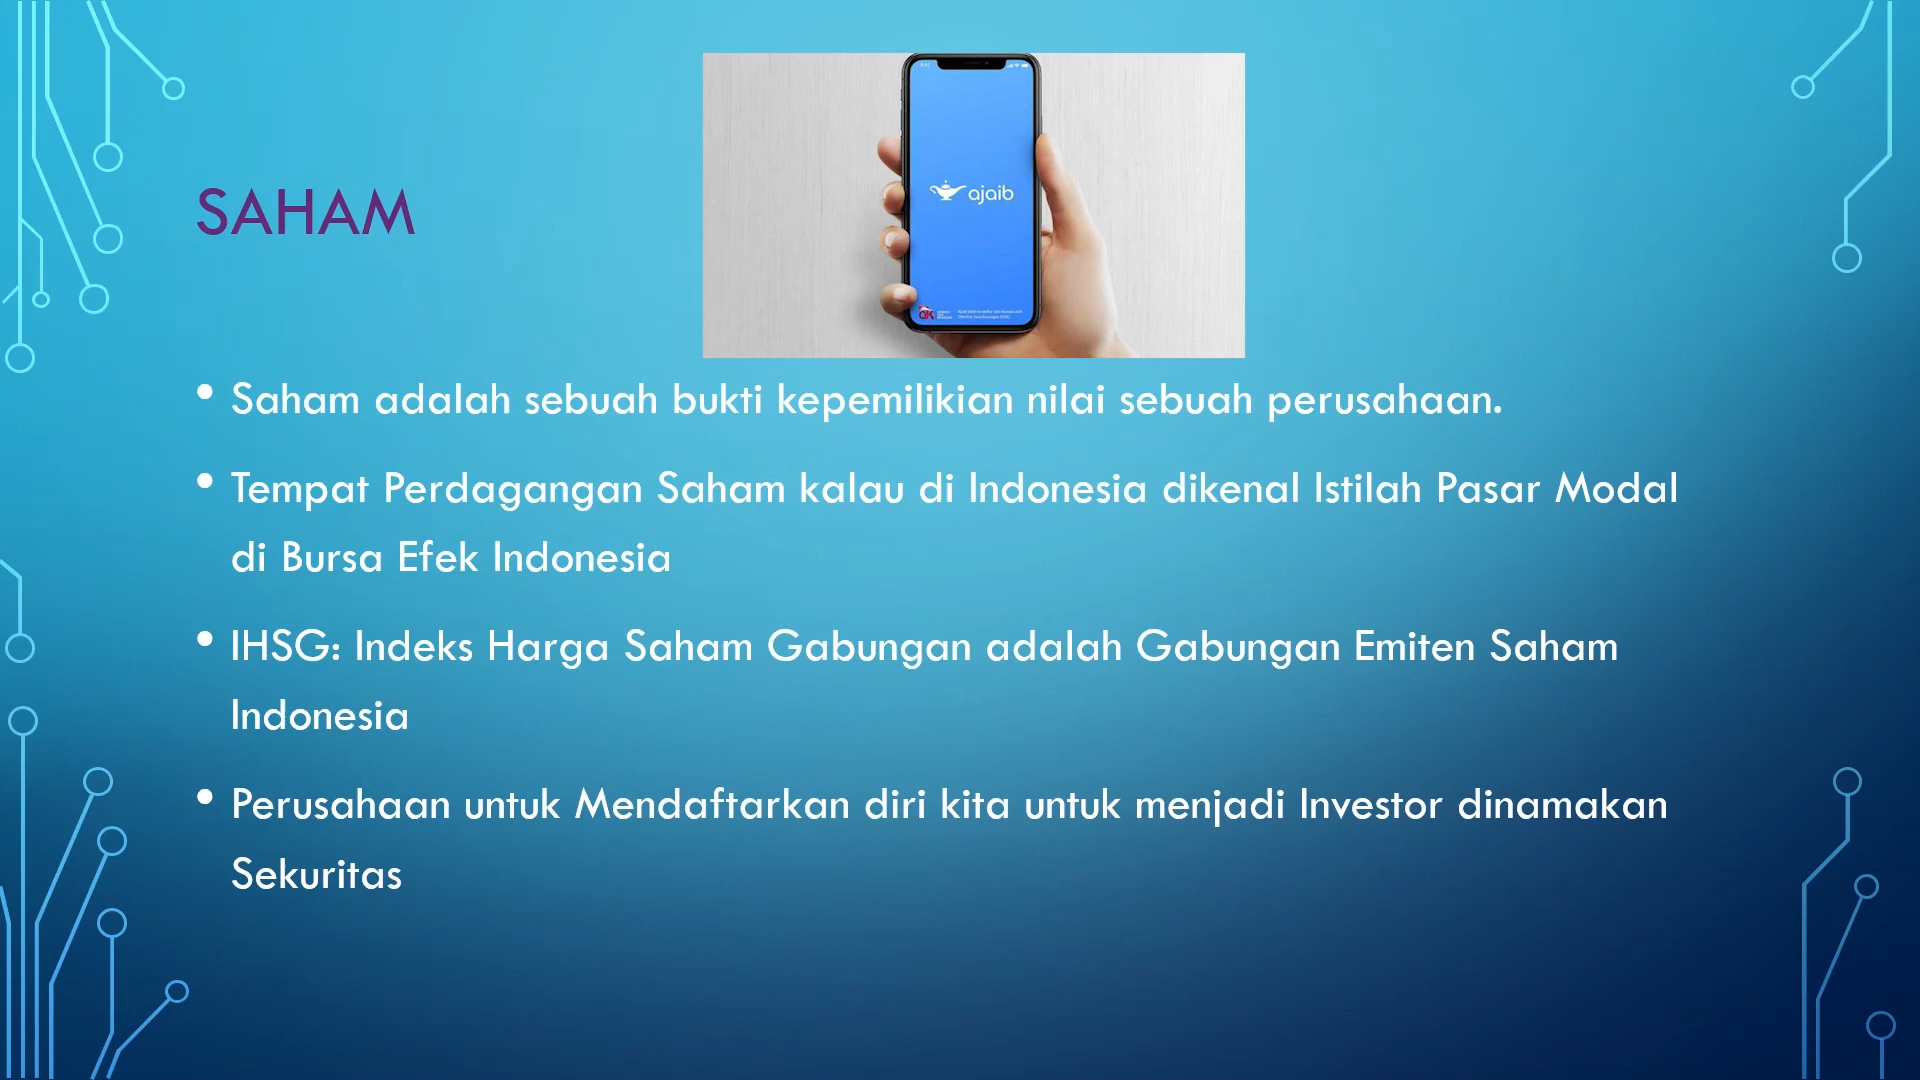 ajaib
SAHAM
Saham adalah sebuah bukti kepemilikian nilai sebuah perusahaan.
Tempat Perdagangan Saham kalau di Indonesia dikenal Istilah Pasar Modal
di Bursa Efek Indonesia
IHSG: Indeks Harga Saham Gabungan adalah Gabungan Emiten Saham
Indonesia
Perusahaan untuk Mendaftarkan diri kita untuk menjadi Investor dinamakan
Sekuritas